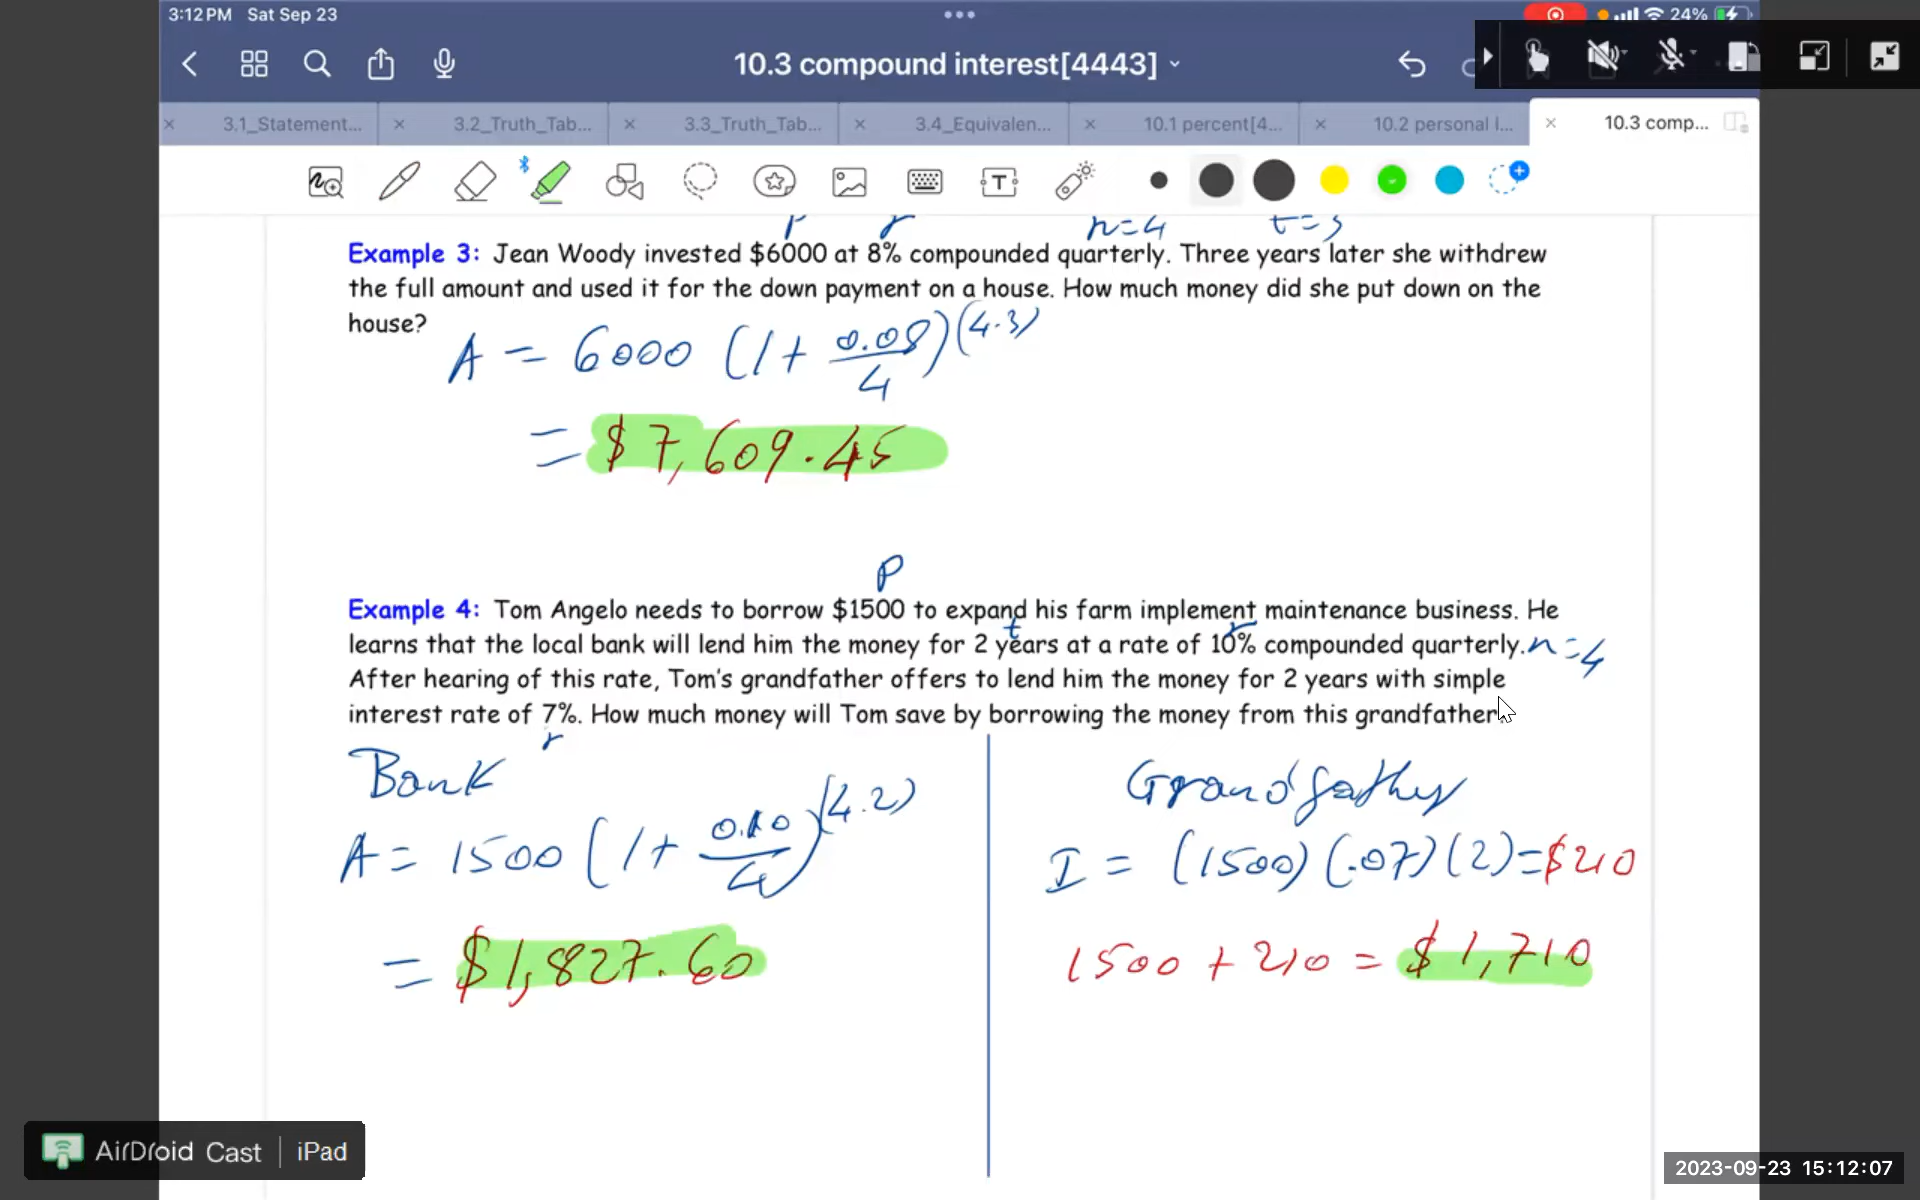 3:12 PM Sat Sep 23
24%
10.3 compound interest[4443]
3.1_Statement...
3.2_Truth_Tab...
3.3_Truth_Tab...
3.4_Equivalen...
10.1 percent[4...
10.2 personal l...
10.3 comp...
P r n=4 t=3
Example 3: Jean Woody invested $6000 at 8% compounded quarterly. Three years later she withdrew
the full amount and used it for the down payment on a house. How much money did she put down on the
house?
A = 6000 (1 + 0.08/4)^(4.3)
= $7,609.45
P
Example 4: Tom Angelo needs to borrow $1500 to expand his farm implement maintenance business. He
t r
learns that the local bank will lend him the money for 2 years at a rate of 10% compounded quarterly. n=4
After hearing of this rate, Tom's grandfather offers to lend him the money for 2 years with simple
interest rate of 7%. How much money will Tom save by borrowing the money from this grandfather.
r
Bank
A = 1500 (1 + 0.10/4)^(4.2)
= $1,827.60
Grandfather
I = (1500)(.07)(2) = $210
1500 + 210 = $1,710
AirDroid Cast | iPad
2023-09-23 15:12:07